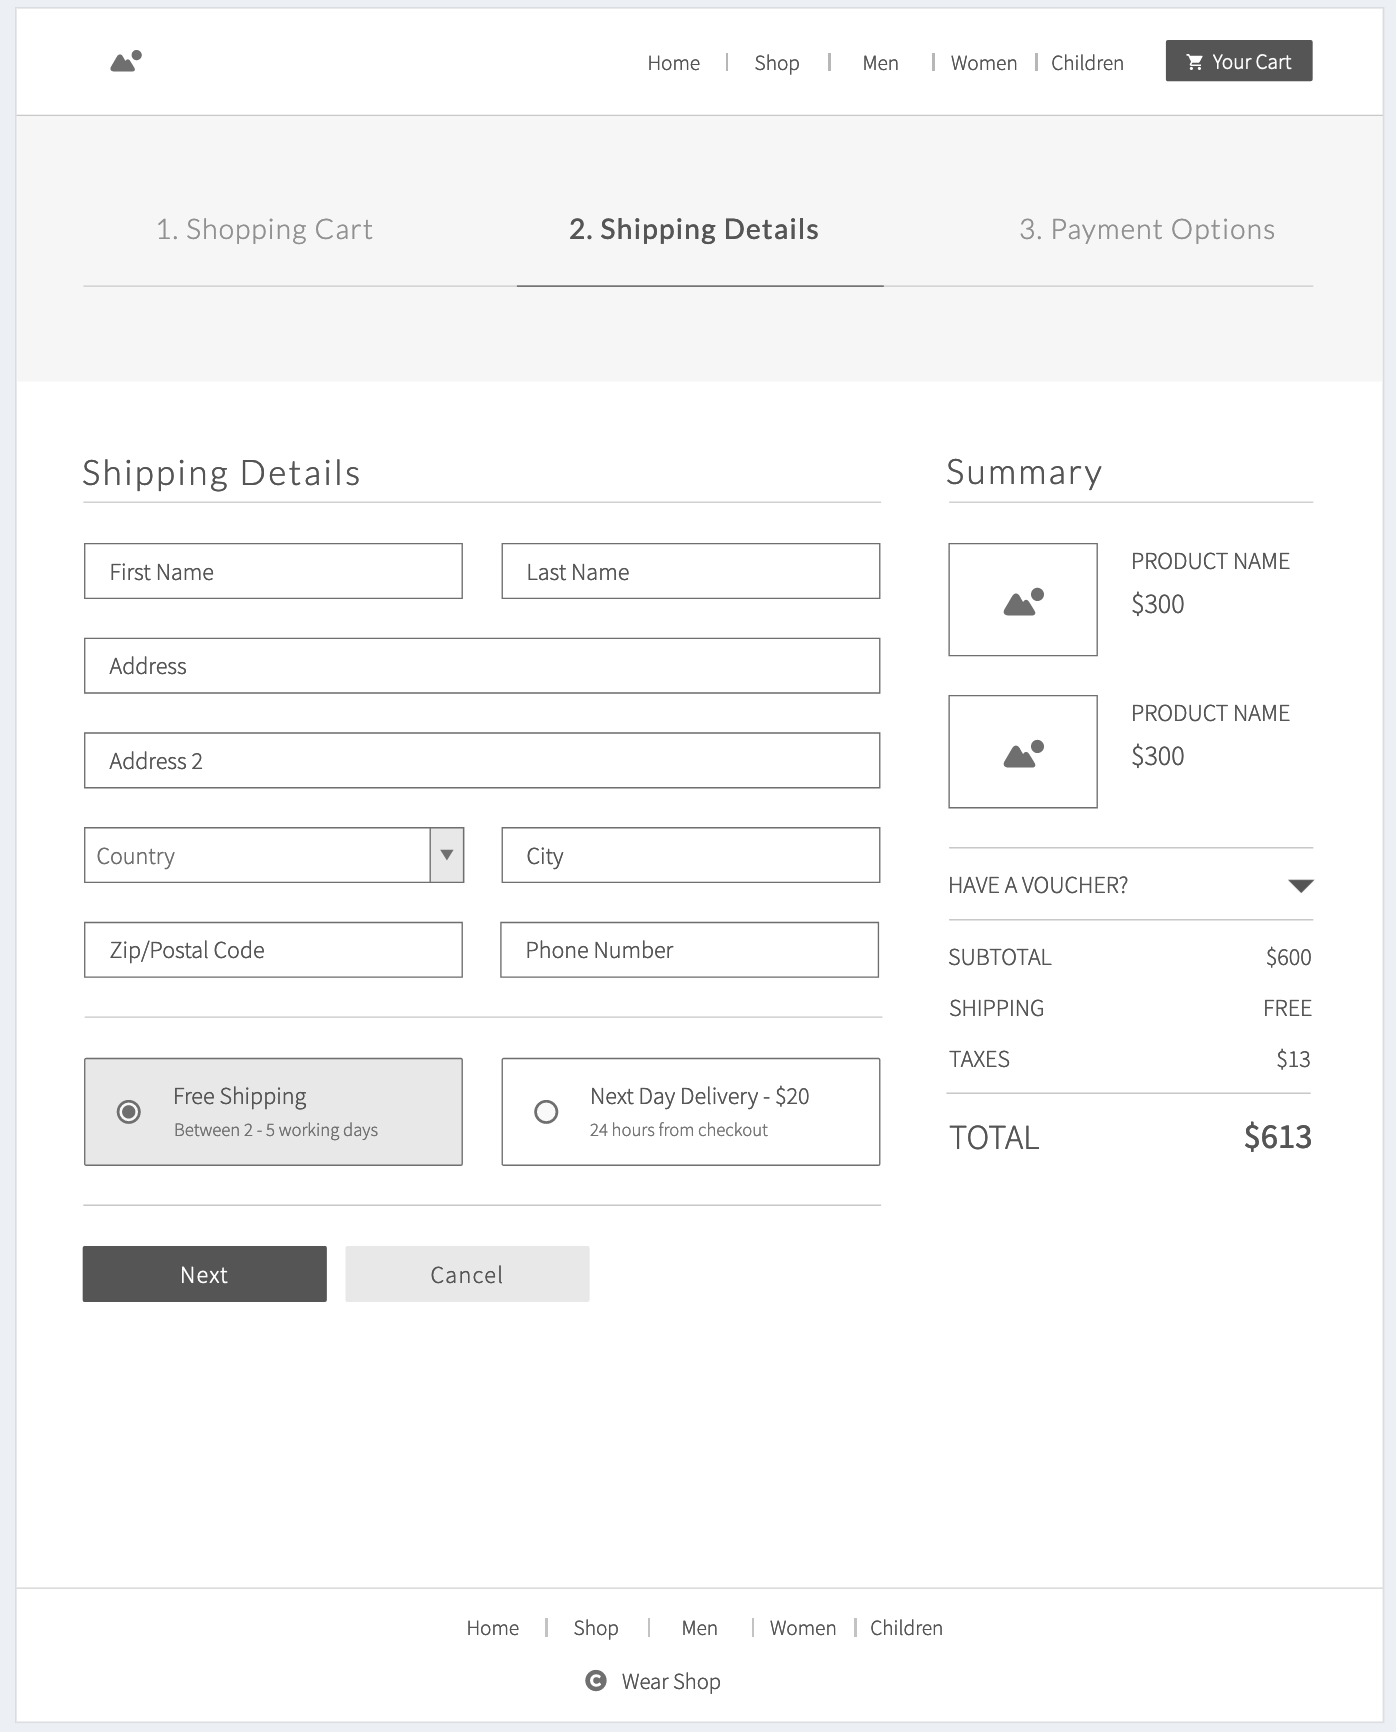 Home | Shop | Men | Women | Children Your Cart
1. Shopping Cart 2. Shipping Details 3. Payment Options
Shipping Details
First Name Last Name
Address
Address 2
Country City
Zip/Postal Code Phone Number
Free Shipping
Between 2 - 5 working days
Next Day Delivery - $20
24 hours from checkout
Next Cancel
Summary
PRODUCT NAME
$300
PRODUCT NAME
$300
HAVE A VOUCHER?
SUBTOTAL $600
SHIPPING FREE
TAXES $13
TOTAL $613
Home | Shop | Men | Women | Children
© Wear Shop